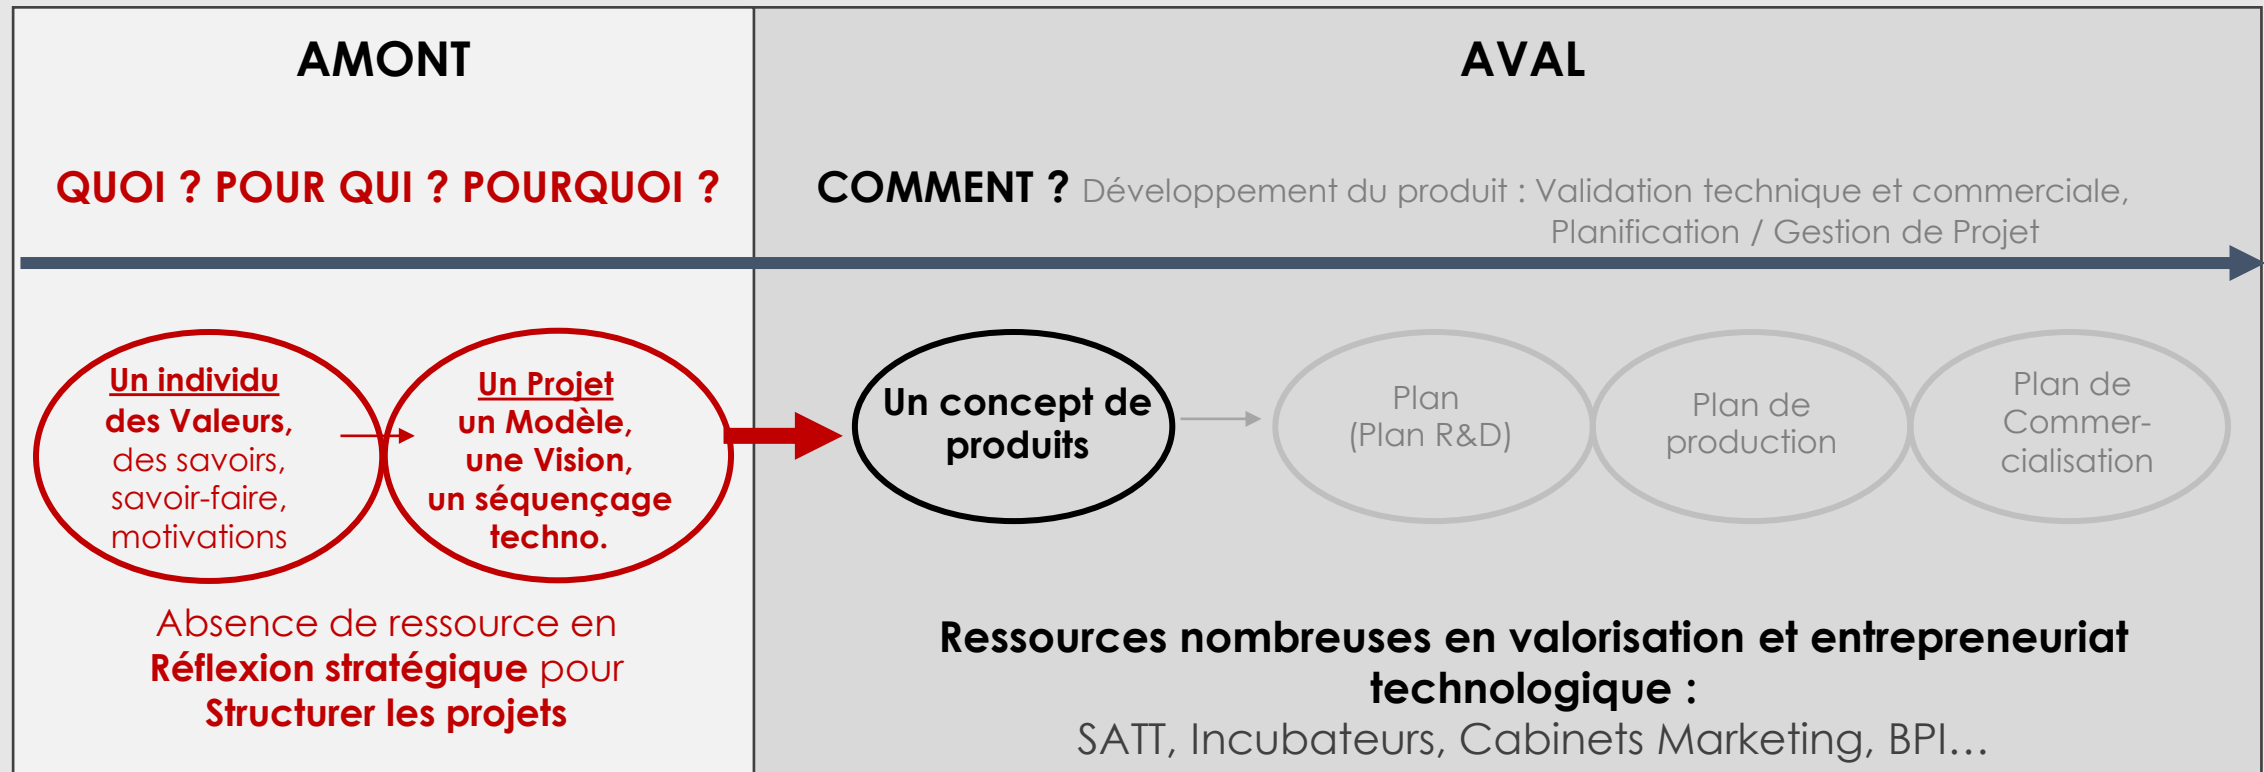 AMONT
QUOI ? POUR QUI ? POURQUOI ?
Un individu
des Valeurs,
des savoirs,
savoir-faire,
motivations
Un Projet
un Modèle,
une Vision,
un séquençage
techno.
Absence de ressource en
Réflexion stratégique pour
Structurer les projets
AVAL
COMMENT ? Développement du produit : Validation technique et commerciale,
Planification / Gestion de Projet
Un concept de
produits
Plan
(Plan R&D)
Plan de
production
Plan de
Commer-
cialisation
Ressources nombreuses en valorisation et entrepreneuriat
technologique :
SATT, Incubateurs, Cabinets Marketing, BPI...